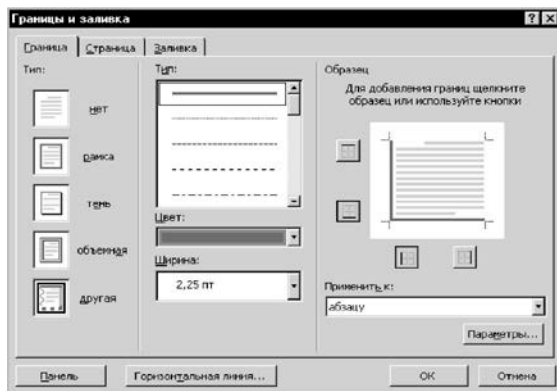 Границы и заливка
Граница
Страница
Заливка
Тип:
нет
рамка
тень
объемная
другая
Тип:
Цвет:
Ширина:
2,25 пт
Образец
Для добавления границ щелкните
образец или используйте кнопки
Применить к:
абзацу
Параметры...
Панель
Горизонтальная линия...
ОК
Отмена